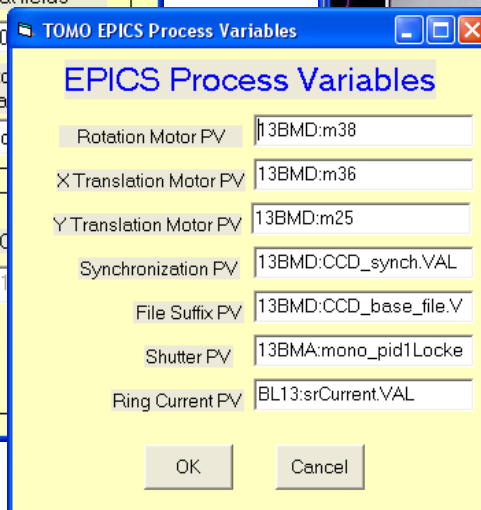 TOMO EPICS Process Variables
EPICS Process Variables
Rotation Motor PV 13BMD:m38
X Translation Motor PV 13BMD:m36
Y Translation Motor PV 13BMD:m25
Synchronization PV 13BMD:CCD_synch.VAL
File Suffix PV 13BMD:CCD_base_file.V
Shutter PV 13BMA:mono_pid1Locke
Ring Current PV BL13:srCurrent.VAL
OK Cancel